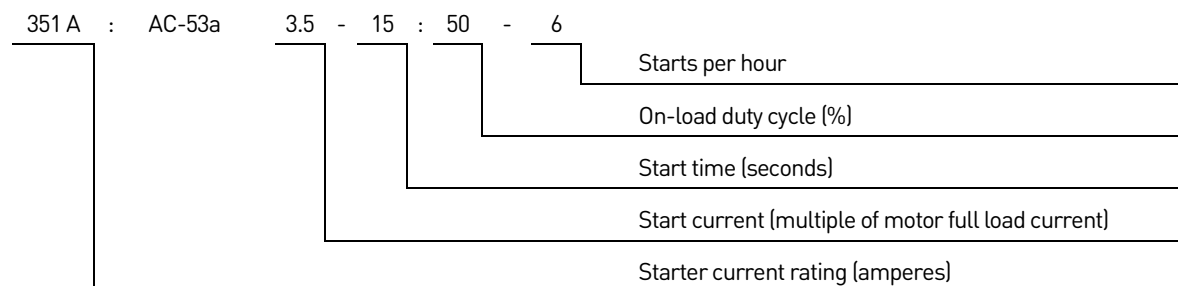 351 A : AC-53a 3.5 - 15 : 50 - 6
Starts per hour
On-load duty cycle (%)
Start time (seconds)
Start current (multiple of motor full load current)
Starter current rating (amperes)